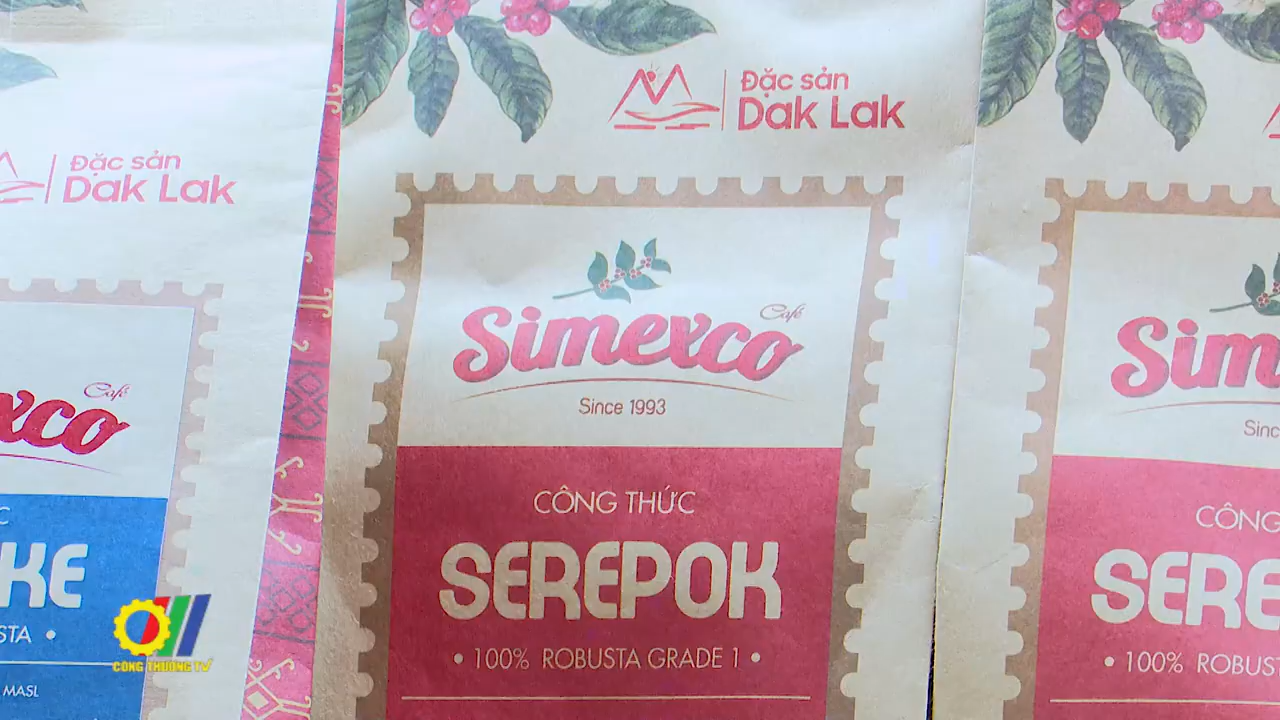 Đặc sản
Dak Lak
Café
xco
KE
STA •
MASL
CÔNG THƯƠNG TV
Đặc sản
Dak Lak
Café
Simexco
Since 1993
CÔNG THỨC
SEREPOK
• 100% ROBUSTA GRADE 1 •
Sim
Sinc
CÔNG
SERE
• 100% ROBUS